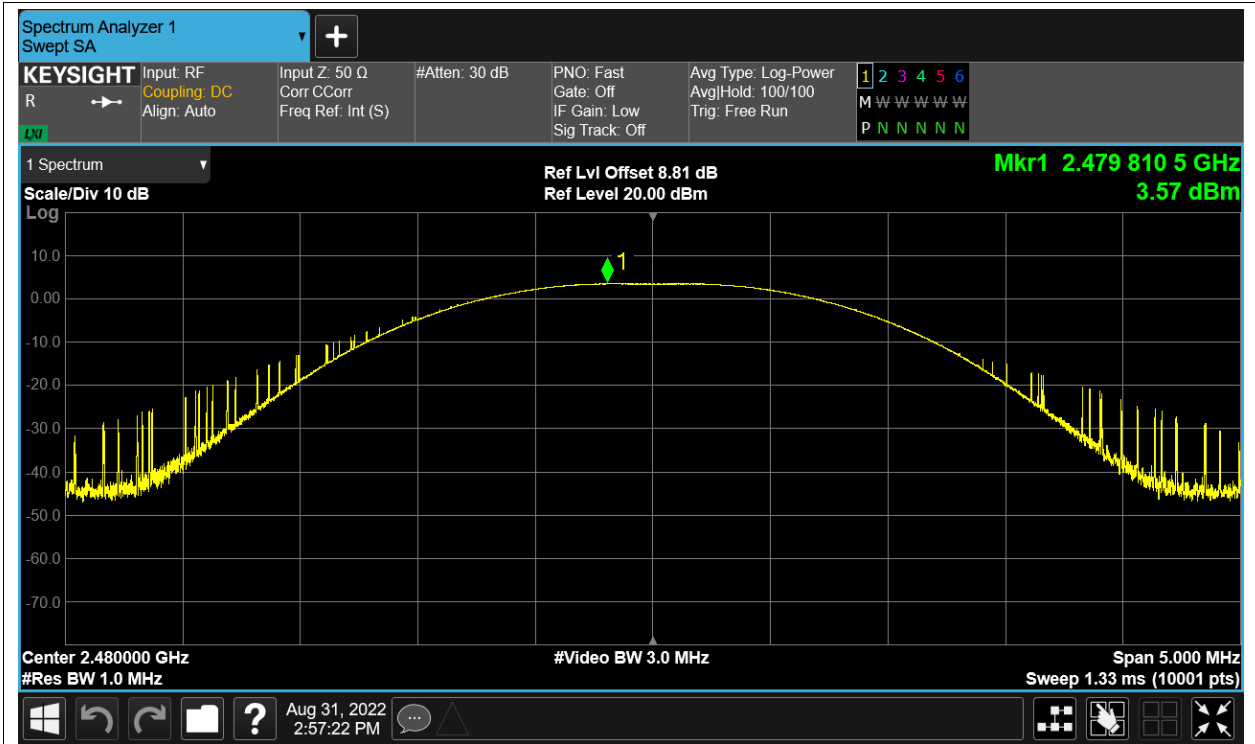 Spectrum Analyzer 1
Swept SA
KEYSIGHT
R
LXI
Input: RF
Coupling: DC
Align: Auto
Input Z: 50 Ω
Corr CCorr
Freq Ref: Int (S)
#Atten: 30 dB
PNO: Fast
Gate: Off
IF Gain: Low
Sig Track: Off
Avg Type: Log-Power
Avg|Hold: 100/100
Trig: Free Run
1 2 3 4 5 6
M W W W W W
P N N N N N
1 Spectrum
Scale/Div 10 dB
Ref Lvl Offset 8.81 dB
Ref Level 20.00 dBm
Mkr1 2.479 810 5 GHz
3.57 dBm
Log
10.0
0.00
-10.0
-20.0
-30.0
-40.0
-50.0
-60.0
-70.0
1
Center 2.480000 GHz
#Res BW 1.0 MHz
#Video BW 3.0 MHz
Span 5.000 MHz
Sweep 1.33 ms (10001 pts)
?
Aug 31, 2022
2:57:22 PM